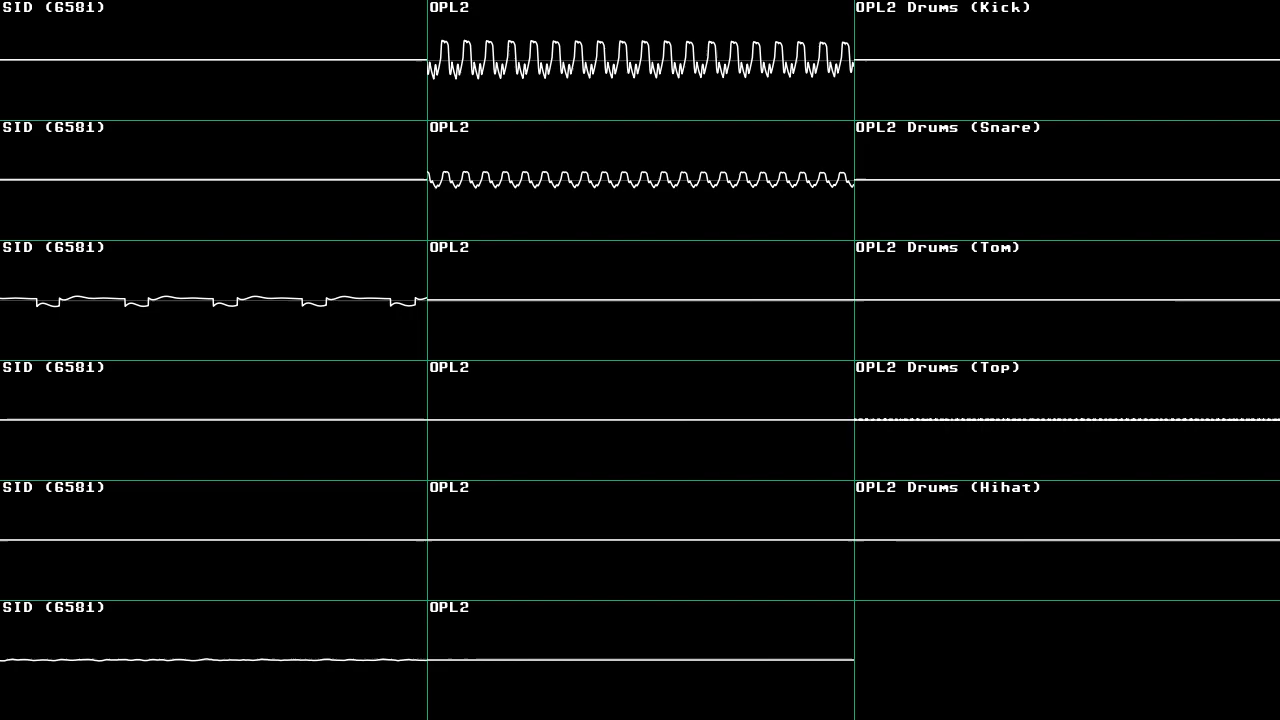 SID (6581)
OPL2
OPL2 Drums (Kick)
SID (6581)
OPL2
OPL2 Drums (Snare)
SID (6581)
OPL2
OPL2 Drums (Tom)
SID (6581)
OPL2
OPL2 Drums (Top)
SID (6581)
OPL2
OPL2 Drums (Hihat)
SID (6581)
OPL2